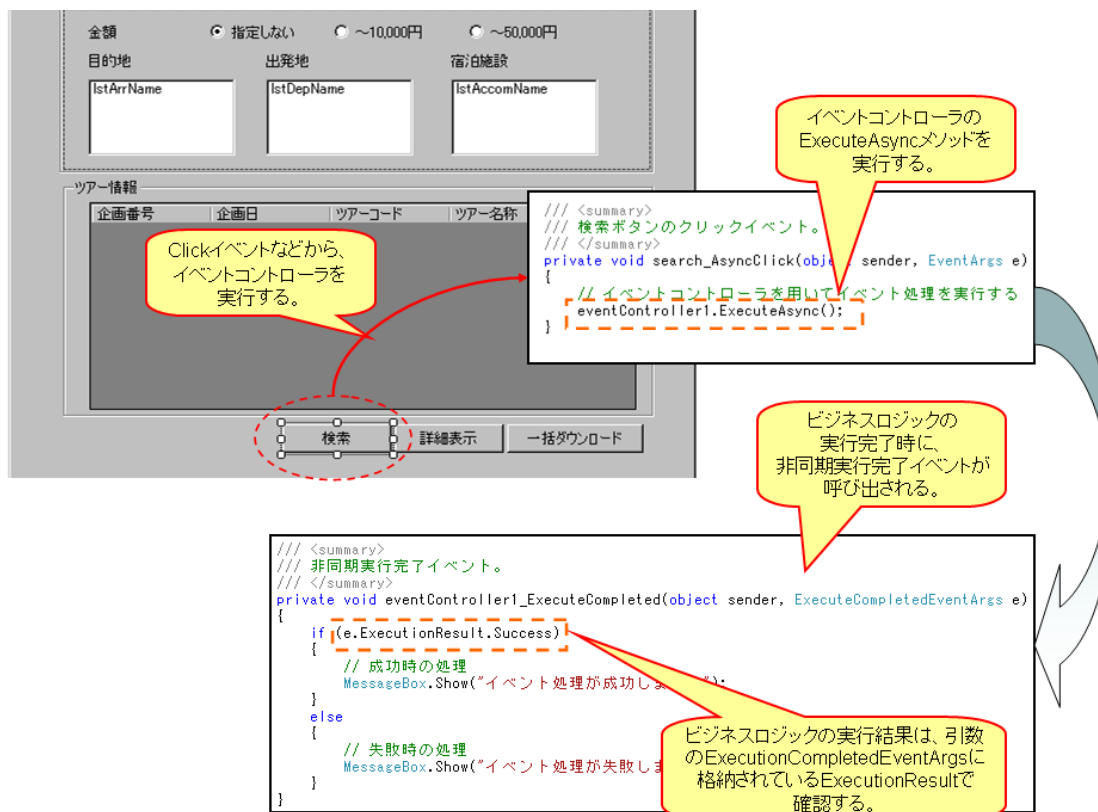 金額 指定しない ～10,000円 ～50,000円
目的地 出発地 宿泊施設
lstArrName lstDepName lstAccomName
イベントコントローラの
ExecuteAsyncメソッドを
実行する。
ツアー情報
企画番号 企画日 ツアーコード ツアー名称
Clickイベントなどから、
イベントコントローラを
実行する。
/// <summary>
/// 検索ボタンのクリックイベント。
/// </summary>
private void search_AsyncClick(obje sender, EventArgs e)
{
// イベントコントローラを用いてイベント処理を実行する
eventController1.ExecuteAsync();
}
検索 詳細表示 一括ダウンロード
ビジネスロジックの
実行完了時に、
非同期実行完了イベントが
呼び出される。
/// <summary>
/// 非同期実行完了イベント。
/// </summary>
private void eventController1_ExecuteCompleted(object sender, ExecuteCompletedEventArgs e)
{
if (e.ExecutionResult.Success)
{
// 成功時の処理
MessageBox.Show("イベント処理が成功しま");
}
else
{
// 失敗時の処理
MessageBox.Show("イベント処理が失敗しま
}
}
ビジネスロジックの実行結果は、引数
のExecutionCompletedEventArgsに
格納されているExecutionResultで
確認する。